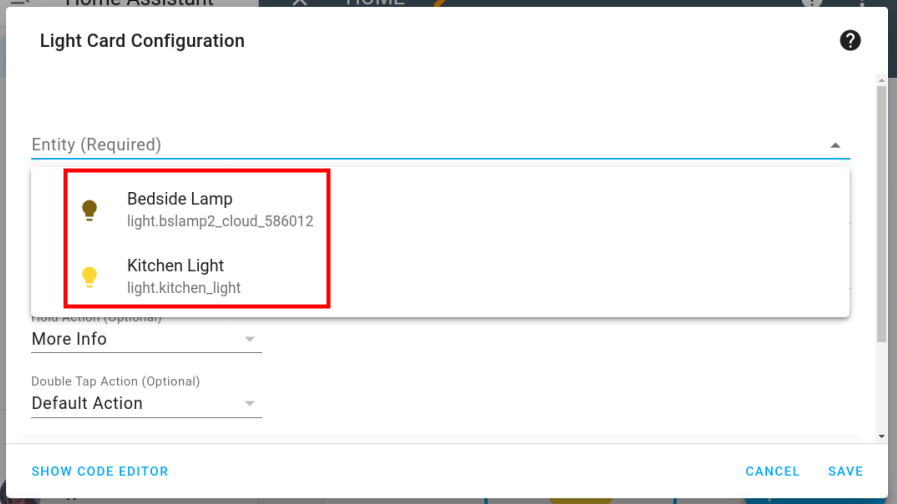 Home Assistant
HOME
Light Card Configuration
Entity (Required)
Bedside Lamp
light.bslamp2_cloud_586012
Kitchen Light
light.kitchen_light
Hold Action (Optional)
More Info
Double Tap Action (Optional)
Default Action
SHOW CODE EDITOR
CANCEL
SAVE